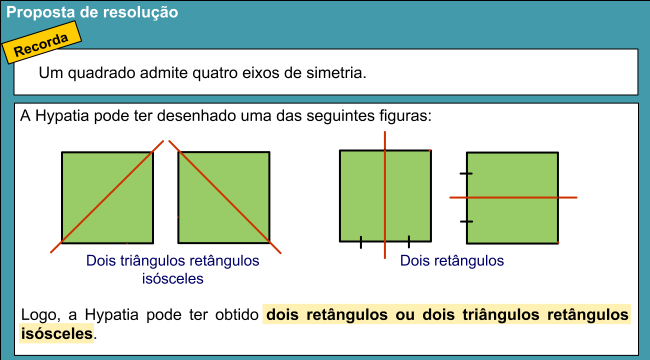 Proposta de resolução
Recorda
Um quadrado admite quatro eixos de simetria.
A Hypatia pode ter desenhado uma das seguintes figuras:
Dois triângulos retângulos
isósceles
Dois retângulos
Logo, a Hypatia pode ter obtido dois retângulos ou dois triângulos retângulos
isósceles.